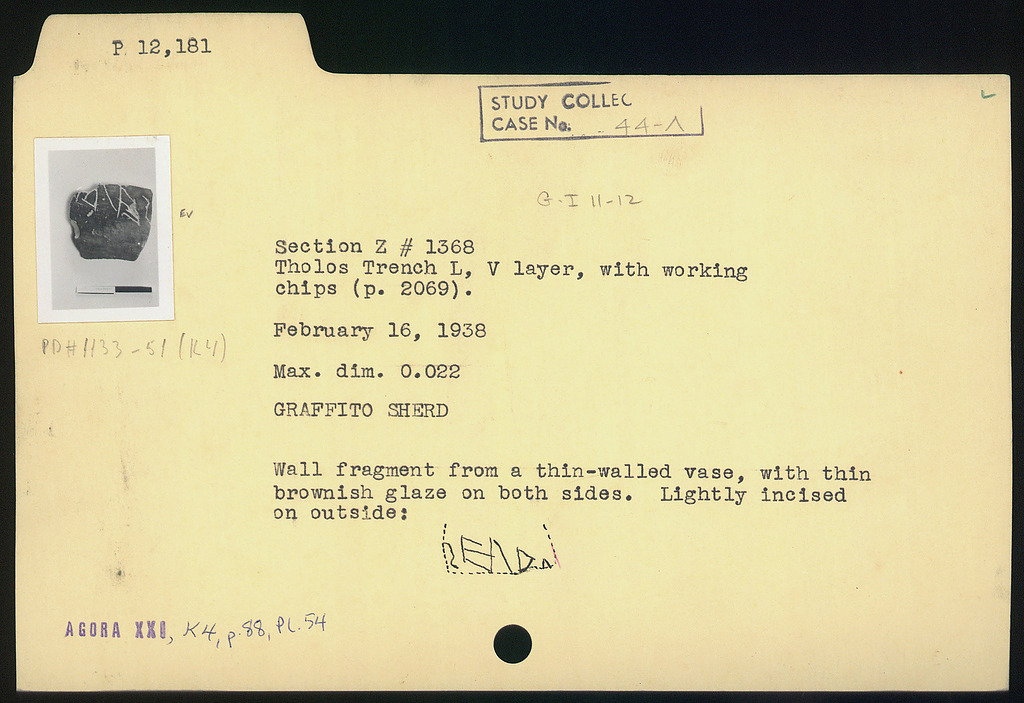 P 12,181
STUDY COLLEC
CASE No. 44-A
EV
G-I 11-12
Section Z # 1368
Tholos Trench L, V layer, with working
chips (p. 2069).
PD#1133-51 (K4)
February 16, 1938
Max. dim. 0.022
GRAFFITO SHERD
Wall fragment from a thin-walled vase, with thin
brownish glaze on both sides. Lightly incised
on outside:
AGORA XXI, K4, p.88, PL.54